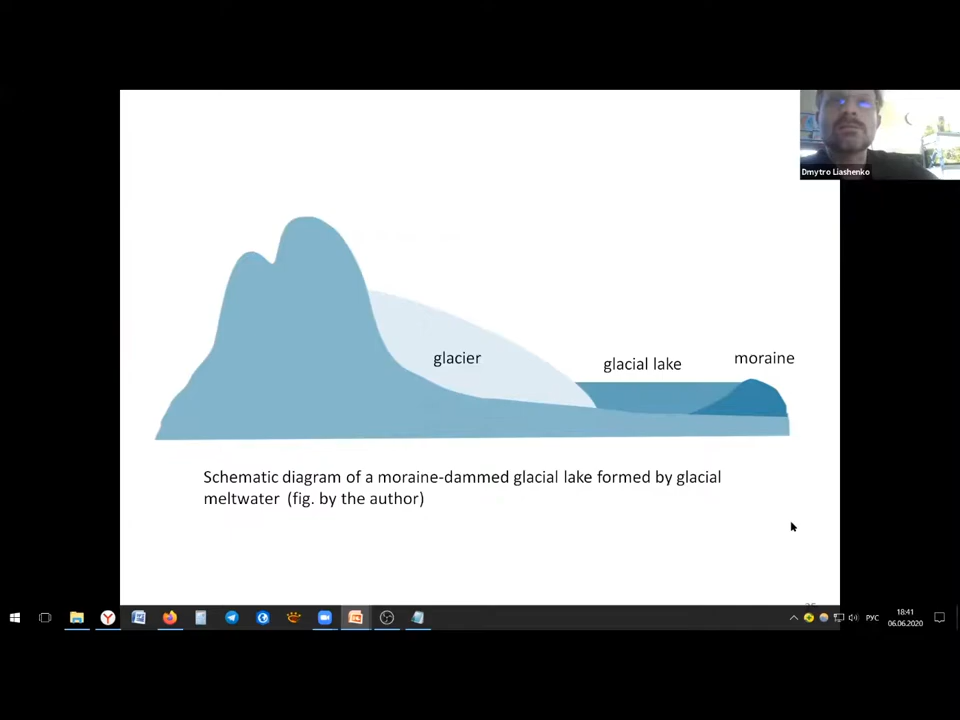 Dmytro Liashenko
glacier
glacial lake
moraine
Schematic diagram of a moraine-dammed glacial lake formed by glacial
meltwater (fig. by the author)
18:41
РУС
06.06.2020